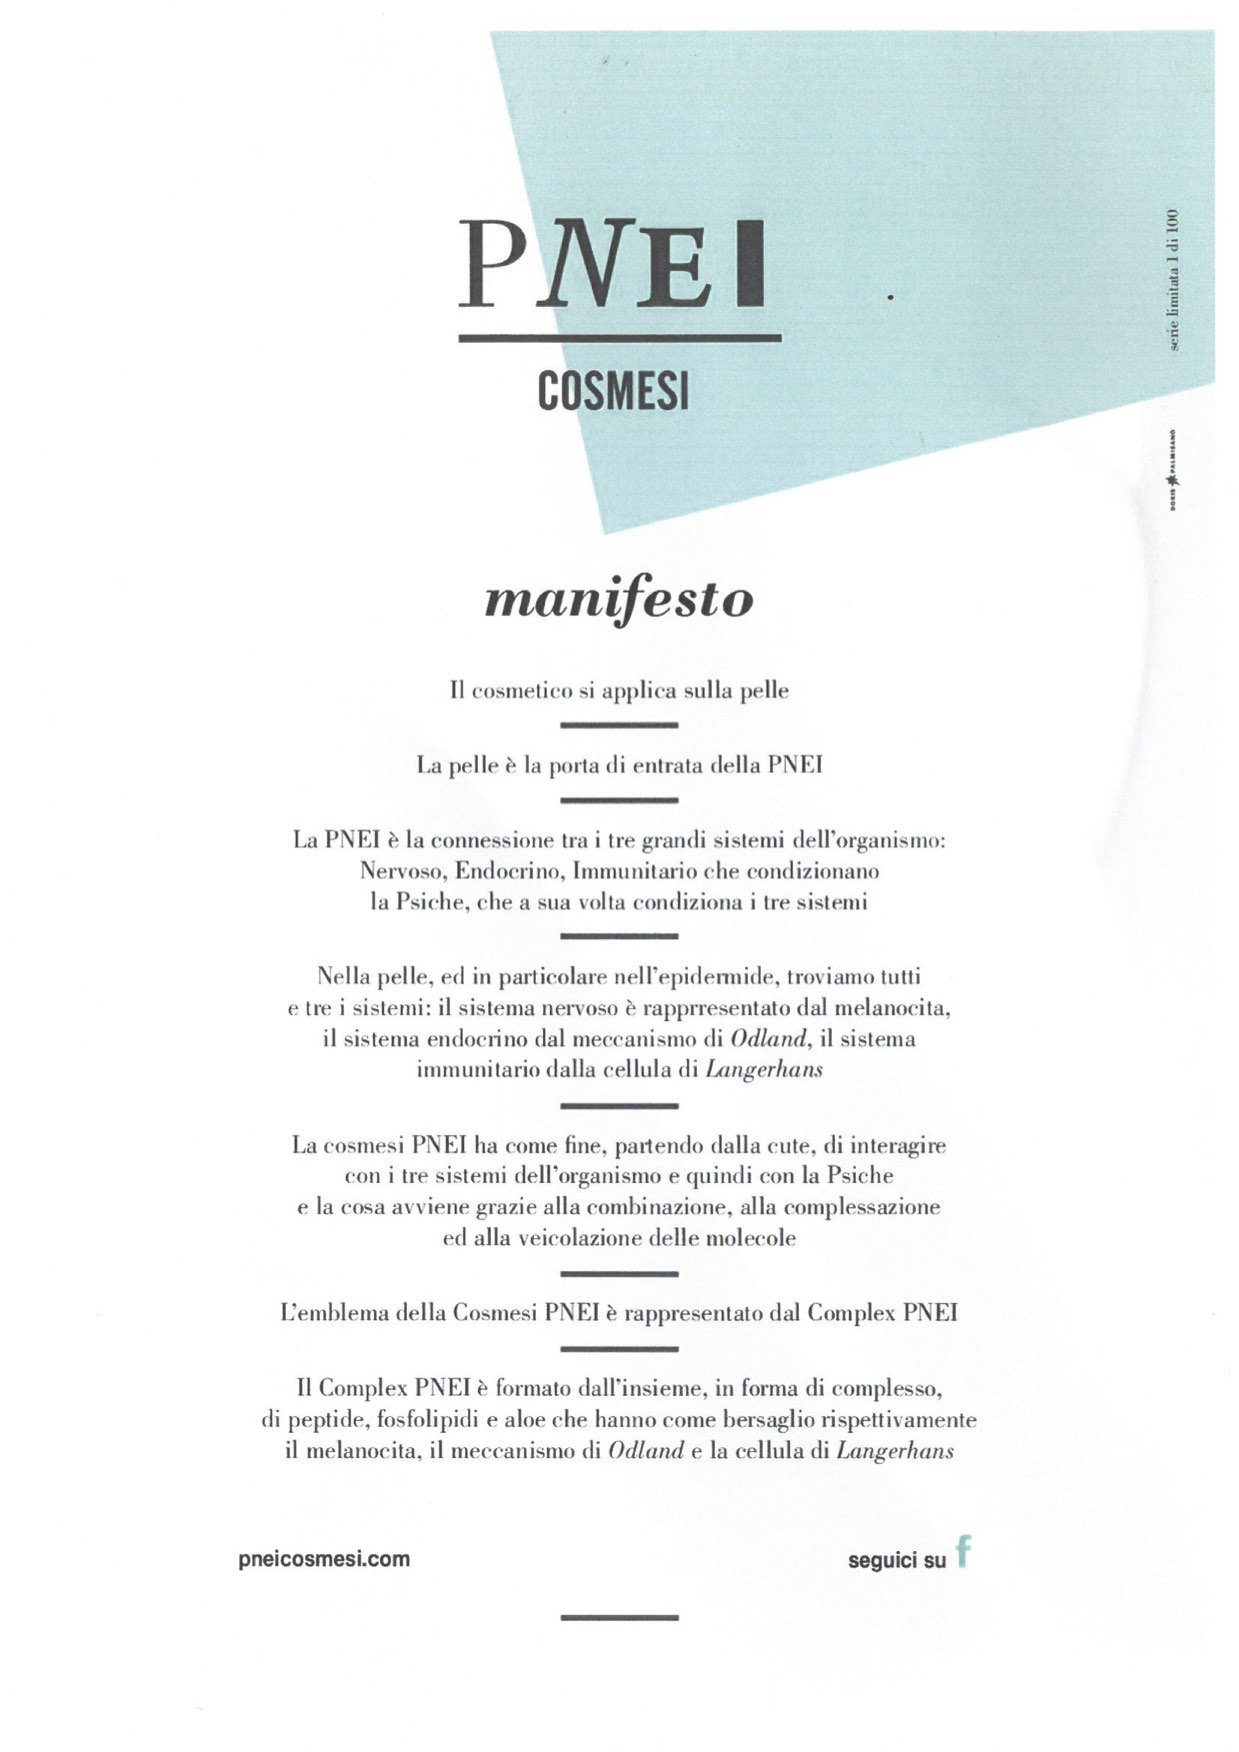 PNEI
COSMESI
serie limitata 1 di 100
DORIS PALMISANO
manifesto
Il cosmetico si applica sulla pelle
La pelle è la porta di entrata della PNEI
La PNEI è la connessione tra i tre grandi sistemi dell'organismo:
Nervoso, Endocrino, Immunitario che condizionano
la Psiche, che a sua volta condiziona i tre sistemi
Nella pelle, ed in particolare nell'epidermide, troviamo tutti
e tre i sistemi: il sistema nervoso è rapprresentato dal melanocita,
il sistema endocrino dal meccanismo di Odland, il sistema
immunitario dalla cellula di Langerhans
La cosmesi PNEI ha come fine, partendo dalla cute, di interagire
con i tre sistemi dell'organismo e quindi con la Psiche
e la cosa avviene grazie alla combinazione, alla complessazione
ed alla veicolazione delle molecole
L'emblema della Cosmesi PNEI è rappresentato dal Complex PNEI
Il Complex PNEI è formato dall'insieme, in forma di complesso,
di peptide, fosfolipidi e aloe che hanno come bersaglio rispettivamente
il melanocita, il meccanismo di Odland e la cellula di Langerhans
pneicosmesi.com
seguici su f